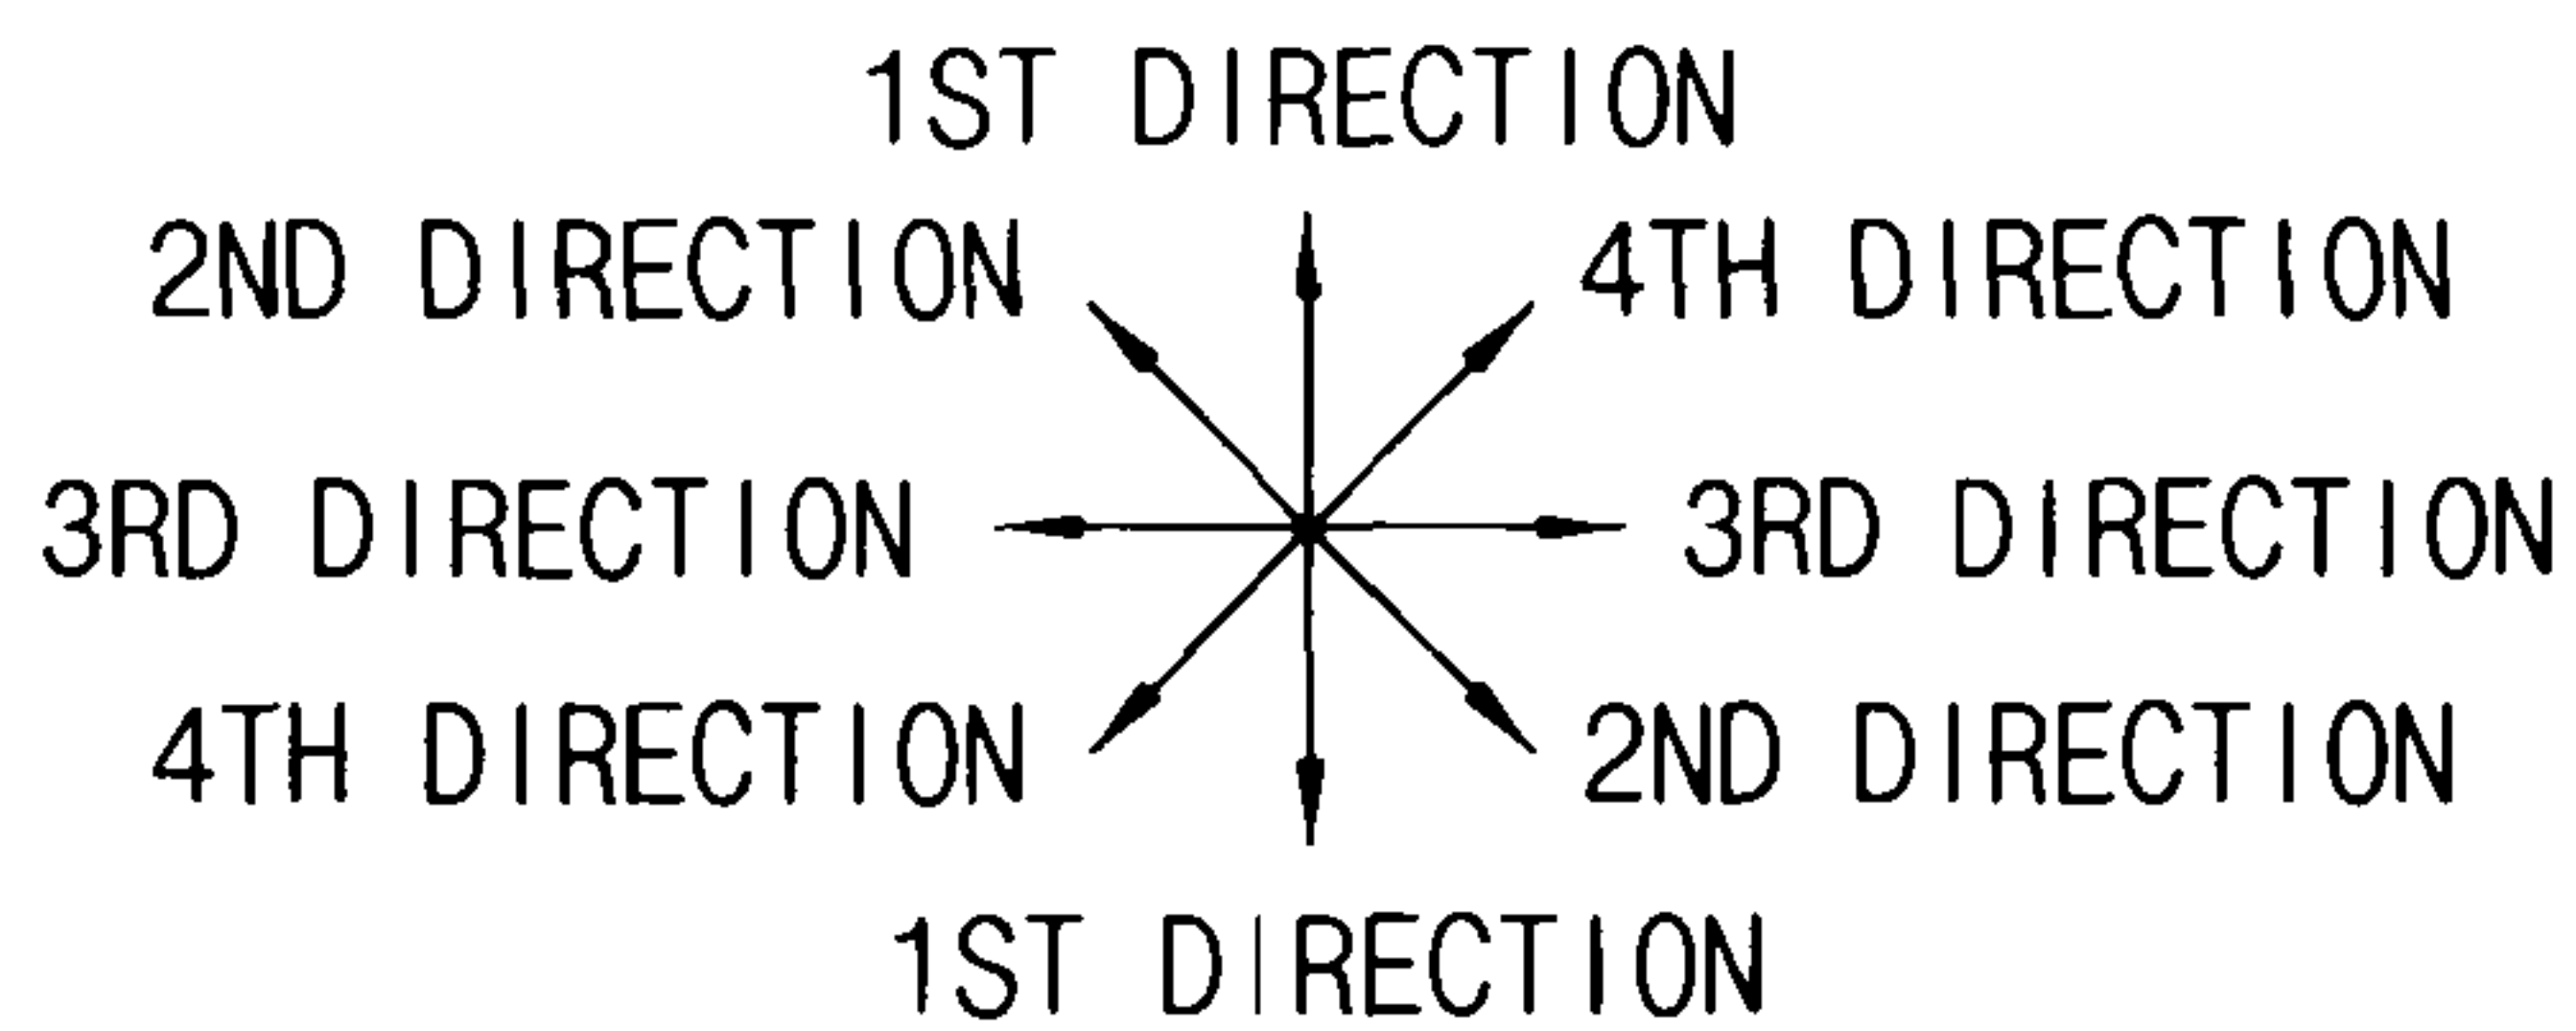 1ST DIRECTION
2ND DIRECTION 4TH DIRECTION
3RD DIRECTION 3RD DIRECTION
4TH DIRECTION 2ND DIRECTION
1ST DIRECTION